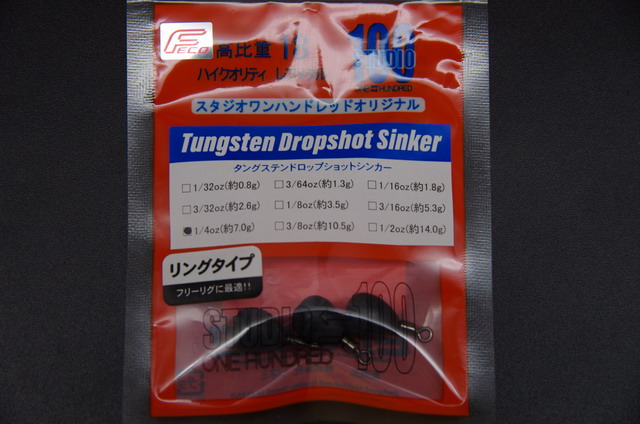 FECO
高比重
100
STUDIO
ONE HUNDRED
ハイクオリティ
スタジオワンハンドレッドオリジナル
Tungsten Dropshot Sinker
タングステンドロップショットシンカー
1/32oz(約0.8g) 3/64oz(約1.3g) 1/16oz(約1.8g)
3/32oz(約2.6g) 1/8oz(約3.5g) 3/16oz(約5.3g)
1/4oz(約7.0g) 3/8oz(約10.5g) 1/2oz(約14.0g)
リングタイプ
フリーリグに最適!!
STUDIO 100
ONE HUNDRED